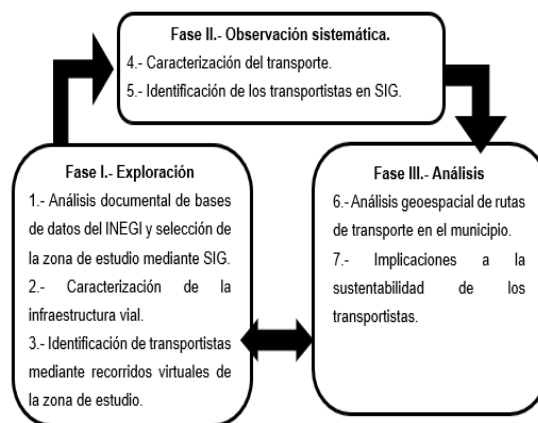 Fase II.- Observación sistemática.
4.- Caracterización del transporte.
5.- Identificación de los transportistas en SIG.
Fase I.- Exploración
1.- Análisis documental de bases
de datos del INEGI y selección de
la zona de estudio mediante SIG.
2.- Caracterización de la
infraestructura vial.
3.- Identificación de transportistas
mediante recorridos virtuales de
la zona de estudio.
Fase III.- Análisis
6.- Análisis geoespacial de rutas
de transporte en el municipio.
7.- Implicaciones a la
sustentabilidad de los
transportistas.